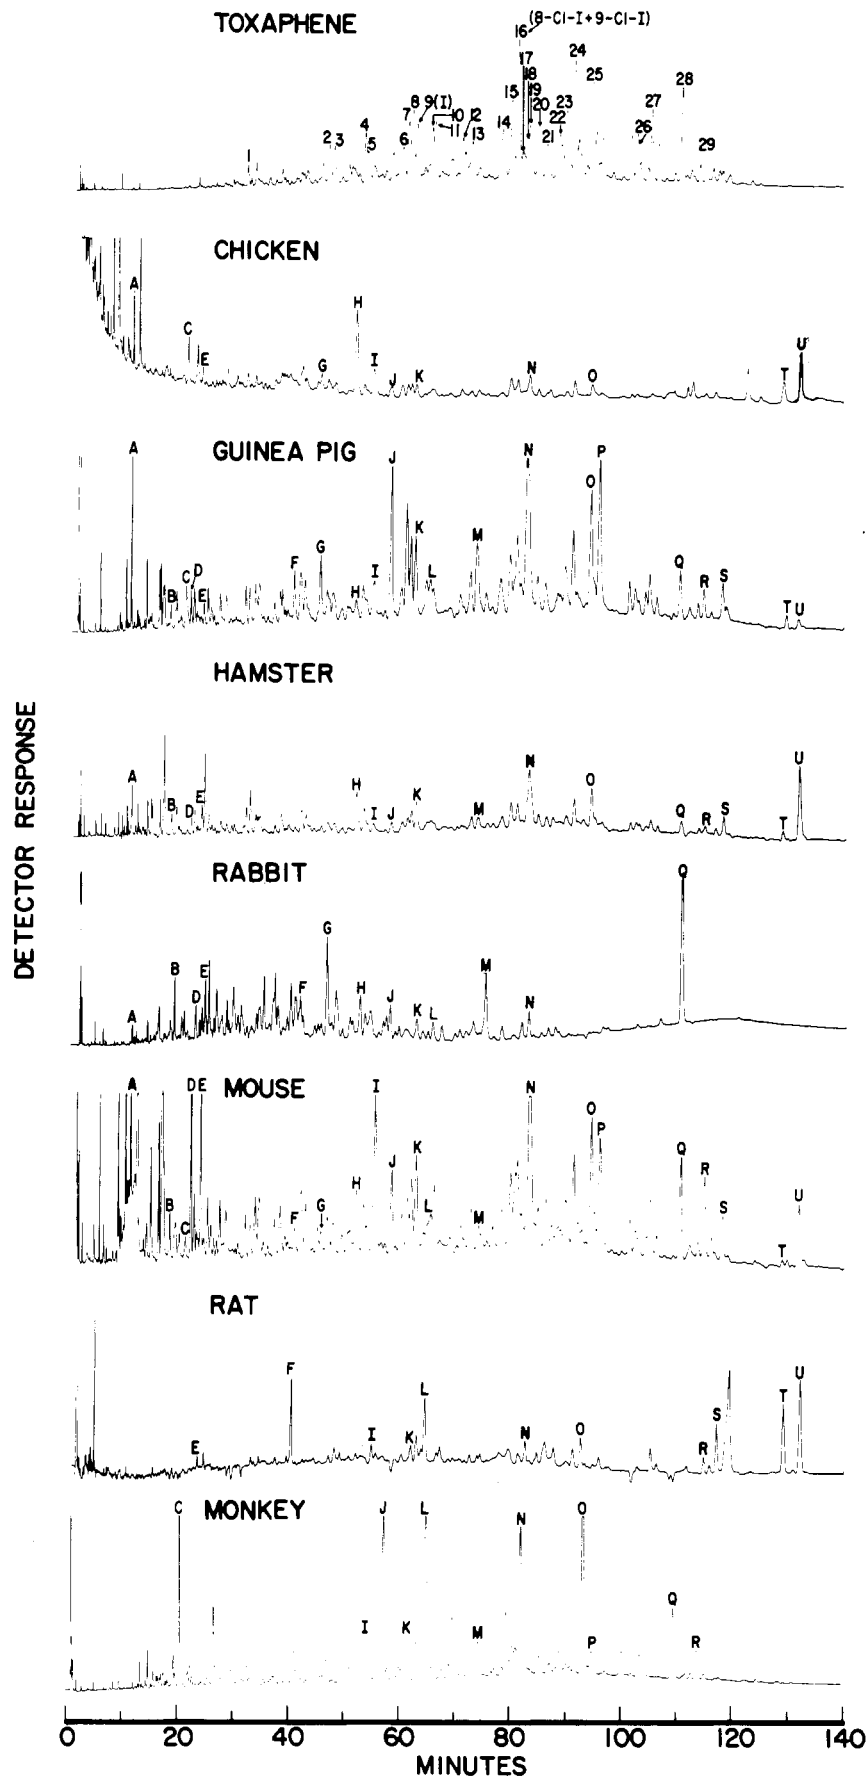 TOXAPHENE
16 (8-Cl-I+9-Cl-I)
17 24
18 25 28
15 19
8 9(I) 20 23 27
7 10 12
4 11 13 14 22 26
2 3 5 6 21 29
CHICKEN
A C E G H I J K N O T U
GUINEA PIG
A B C D E F G H I J K L M N O P Q R S T U
HAMSTER
A B D E H I J K M N O Q R S T U
DETECTOR RESPONSE
RABBIT
A B D E F G H J K L M N Q
MOUSE
A B C D E F G H I J K L M N O P Q R S T U
RAT
E F I K L N O R S T U
MONKEY
C I J K L M N O P Q R
0 20 40 60 80 100 120 140
MINUTES